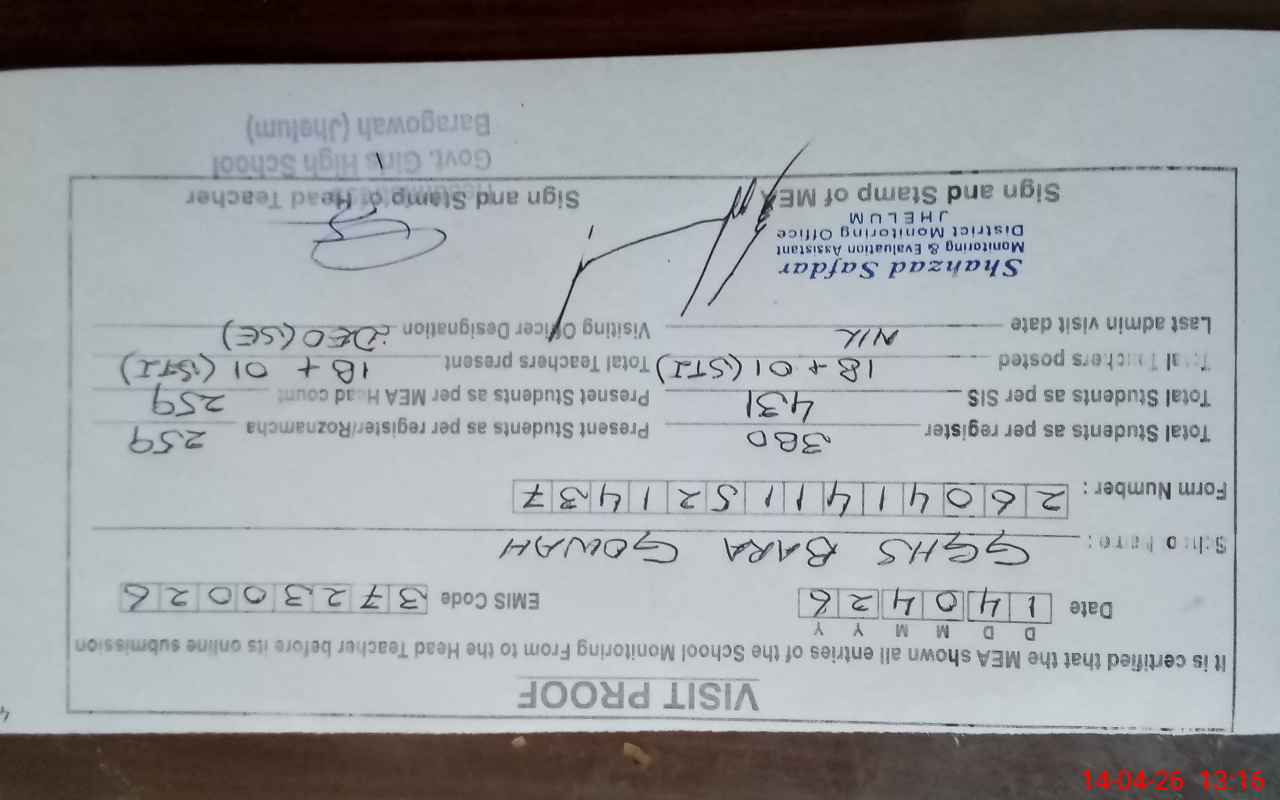 VISIT PROOF
It is certified that the MEA shown all entries of the School Monitoring From to the Head Teacher before its online submission
D D M M Y Y
Date 1 4 0 4 2 6 EMIS Code 3 7 2 3 0 0 2 6
School Name: GGHS BARA GOWAH
Form Number : 2 6 0 4 1 4 1 1 5 2 1 4 3 7
Total Students as per register 380 Present Students as per register/Roznamcha 259
Total Students as per SIS 431 Presnet Students as per MEA Head count 259
Total Teachers posted 18 + 01 (STI) Total Teachers present 18 + 01 (STI)
Last admin visit date NIL Visiting Officer Designation DEO (SE)
Shahzad Safdar
Monitoring & Evaluation Assistant
District Monitoring Office
JHELUM
Sign and Stamp of MEA Sign and Stamp of Head Teacher
Govt. Girls High School
Baragowah (Jhelum)
14-04-26 13:16